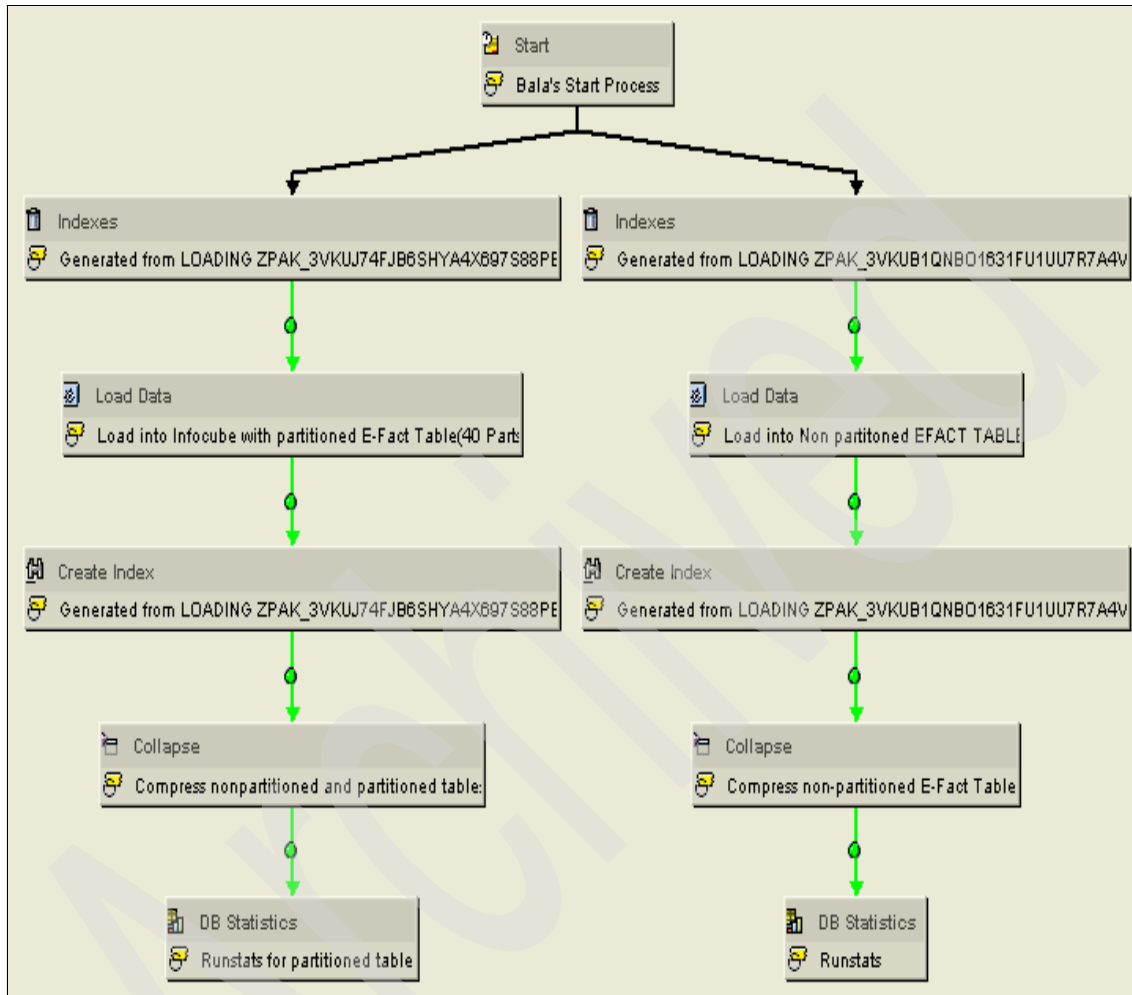 Start
Bala's Start Process
Indexes
Generated from LOADING ZPAK_3VKUJ74FJB6SHYA4X697S88PE
Indexes
Generated from LOADING ZPAK_3VKUB1QNBO1631FU1UU7R7A4V
Load Data
Load into Infocube with partitioned E-Fact Table(40 Parts
Load Data
Load into Non partitoned EFACT TABLE
Create Index
Generated from LOADING ZPAK_3VKUJ74FJB6SHYA4X697S88PE
Create Index
Generated from LOADING ZPAK_3VKUB1QNBO1631FU1UU7R7A4V
Collapse
Compress nonpartitioned and partitioned table:
Collapse
Compress non-partitioned E-Fact Table
DB Statistics
Runstats for partitioned table
DB Statistics
Runstats
Archived